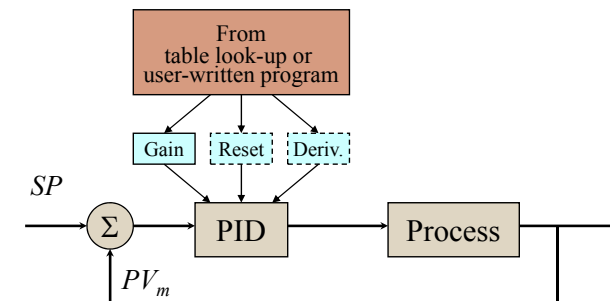 From
table look-up or
user-written program
Gain
Reset
Deriv.
SP
Σ
PID
Process
PVm